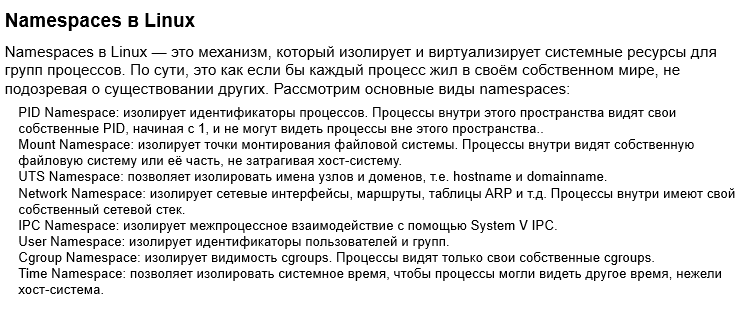 Namespaces в Linux
Namespaces в Linux — это механизм, который изолирует и виртуализирует системные ресурсы для
групп процессов. По сути, это как если бы каждый процесс жил в своём собственном мире, не
подозревая о существовании других. Рассмотрим основные виды namespaces:
PID Namespace: изолирует идентификаторы процессов. Процессы внутри этого пространства видят свои
собственные PID, начиная с 1, и не могут видеть процессы вне этого пространства..
Mount Namespace: изолирует точки монтирования файловой системы. Процессы внутри видят собственную
файловую систему или её часть, не затрагивая хост-систему.
UTS Namespace: позволяет изолировать имена узлов и доменов, т.е. hostname и domainname.
Network Namespace: изолирует сетевые интерфейсы, маршруты, таблицы ARP и т.д. Процессы внутри имеют свой
собственный сетевой стек.
IPC Namespace: изолирует межпроцессное взаимодействие с помощью System V IPC.
User Namespace: изолирует идентификаторы пользователей и групп.
Cgroup Namespace: изолирует видимость cgroups. Процессы видят только свои собственные cgroups.
Time Namespace: позволяет изолировать системное время, чтобы процессы могли видеть другое время, нежели
хост-система.